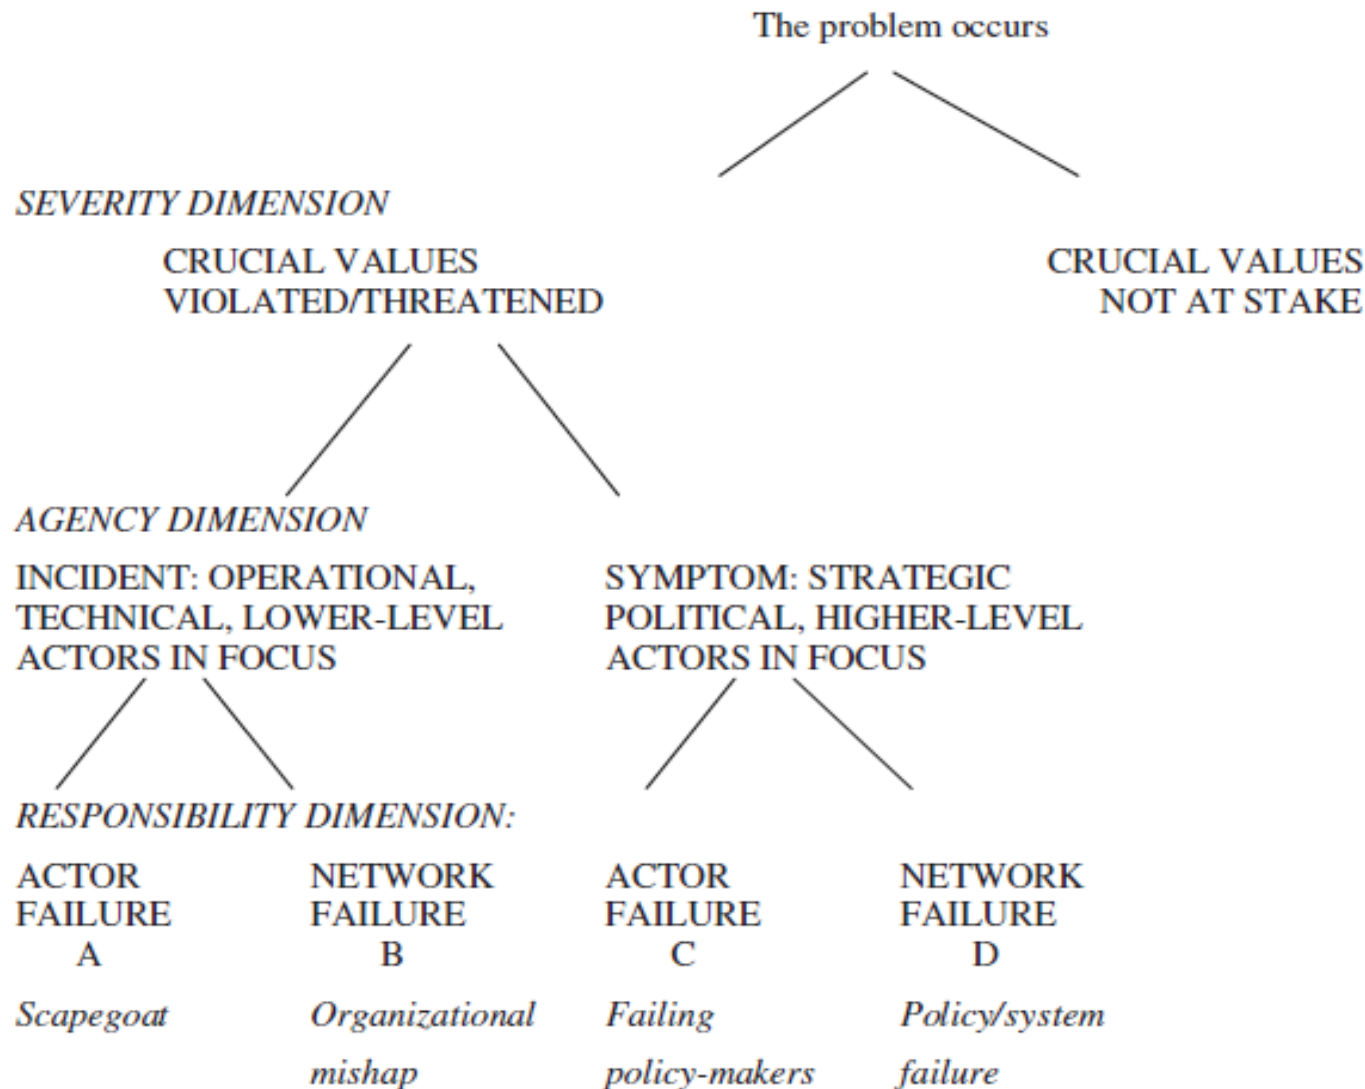 The problem occurs
SEVERITY DIMENSION
CRUCIAL VALUES
VIOLATED/THREATENED
CRUCIAL VALUES
NOT AT STAKE
AGENCY DIMENSION
INCIDENT: OPERATIONAL,
TECHNICAL, LOWER-LEVEL
ACTORS IN FOCUS
SYMPTOM: STRATEGIC
POLITICAL, HIGHER-LEVEL
ACTORS IN FOCUS
RESPONSIBILITY DIMENSION:
ACTOR
FAILURE
A
Scapegoat
NETWORK
FAILURE
B
Organizational
mishap
ACTOR
FAILURE
C
Failing
policy-makers
NETWORK
FAILURE
D
Policy/system
failure